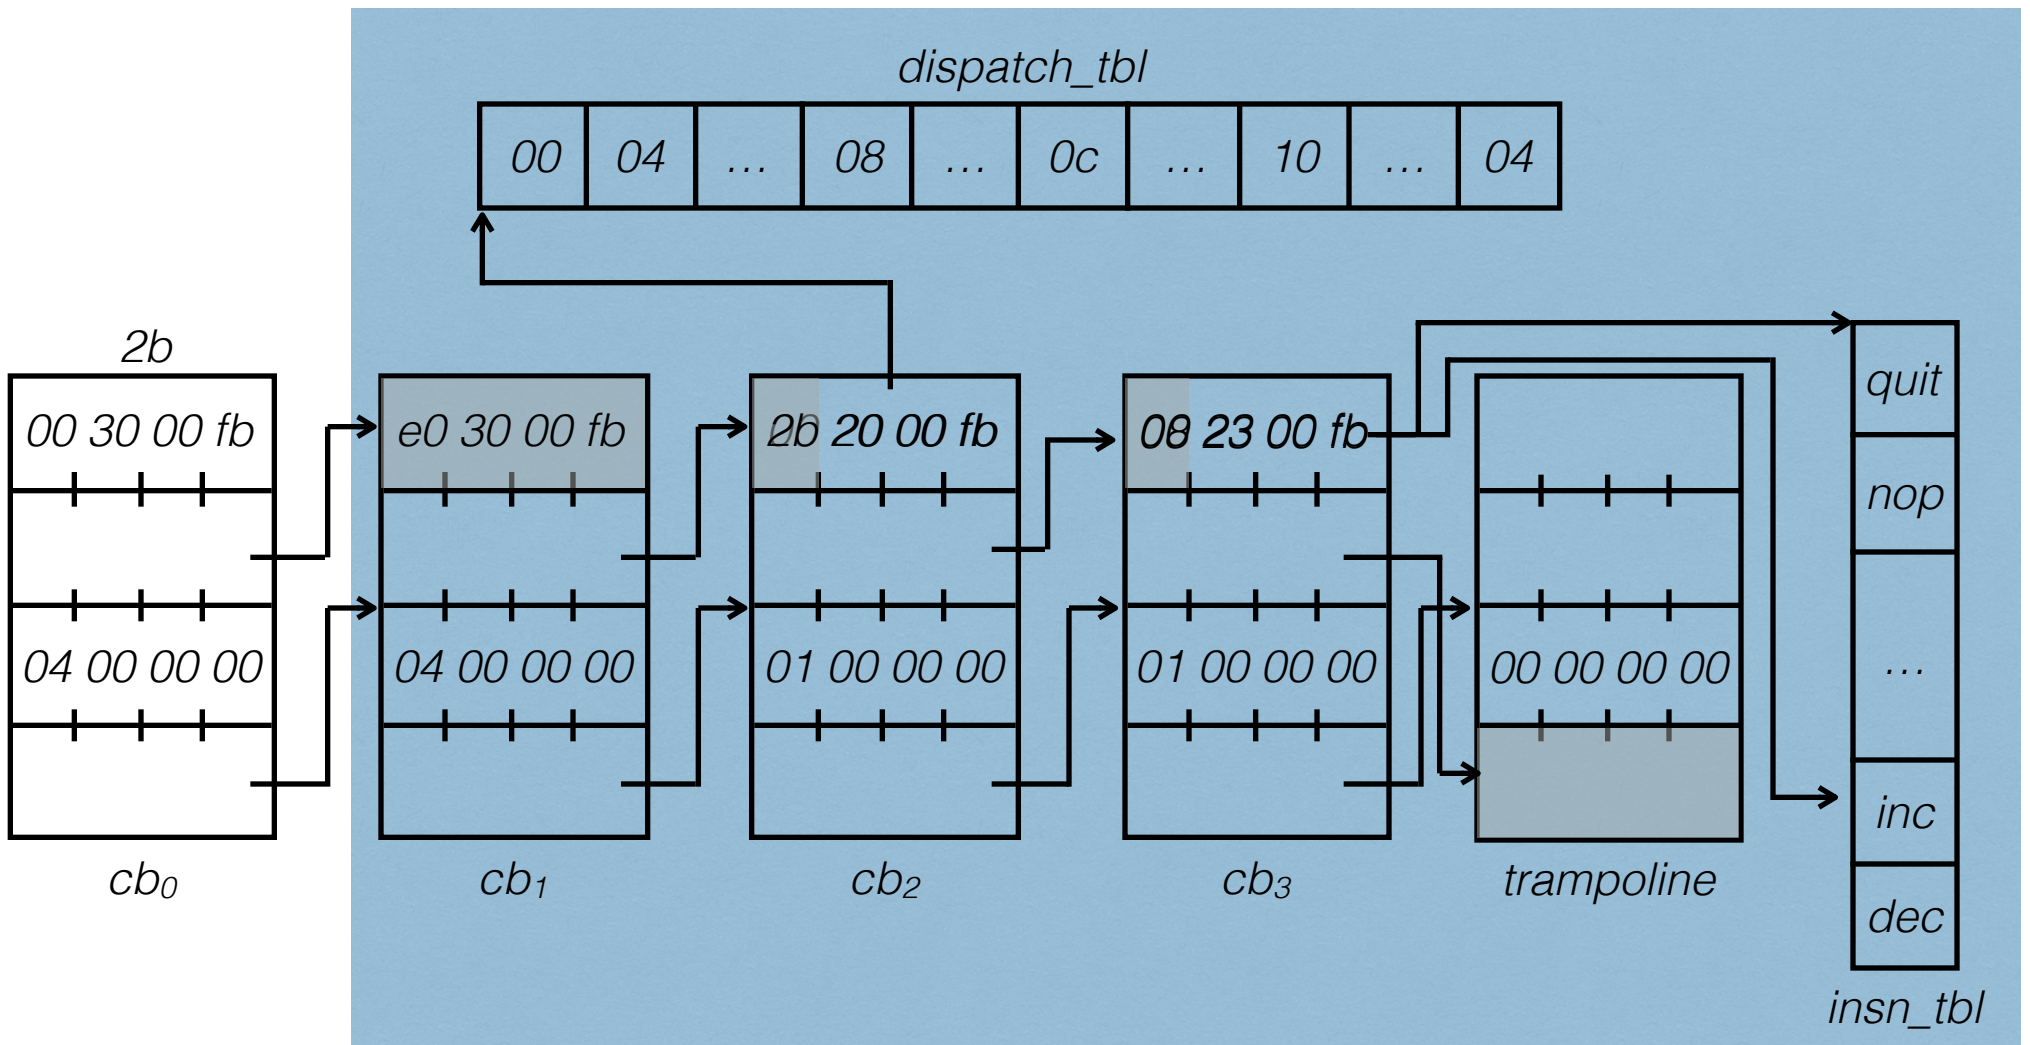 dispatch_tbl
00 04 ... 08 ... 0c ... 10 ... 04
2b
00 30 00 fb
04 00 00 00
cb0
e0 30 00 fb
04 00 00 00
cb1
2b 20 00 fb
01 00 00 00
cb2
08 23 00 fb
01 00 00 00
cb3
00 00 00 00
trampoline
quit
nop
...
inc
dec
insn_tbl